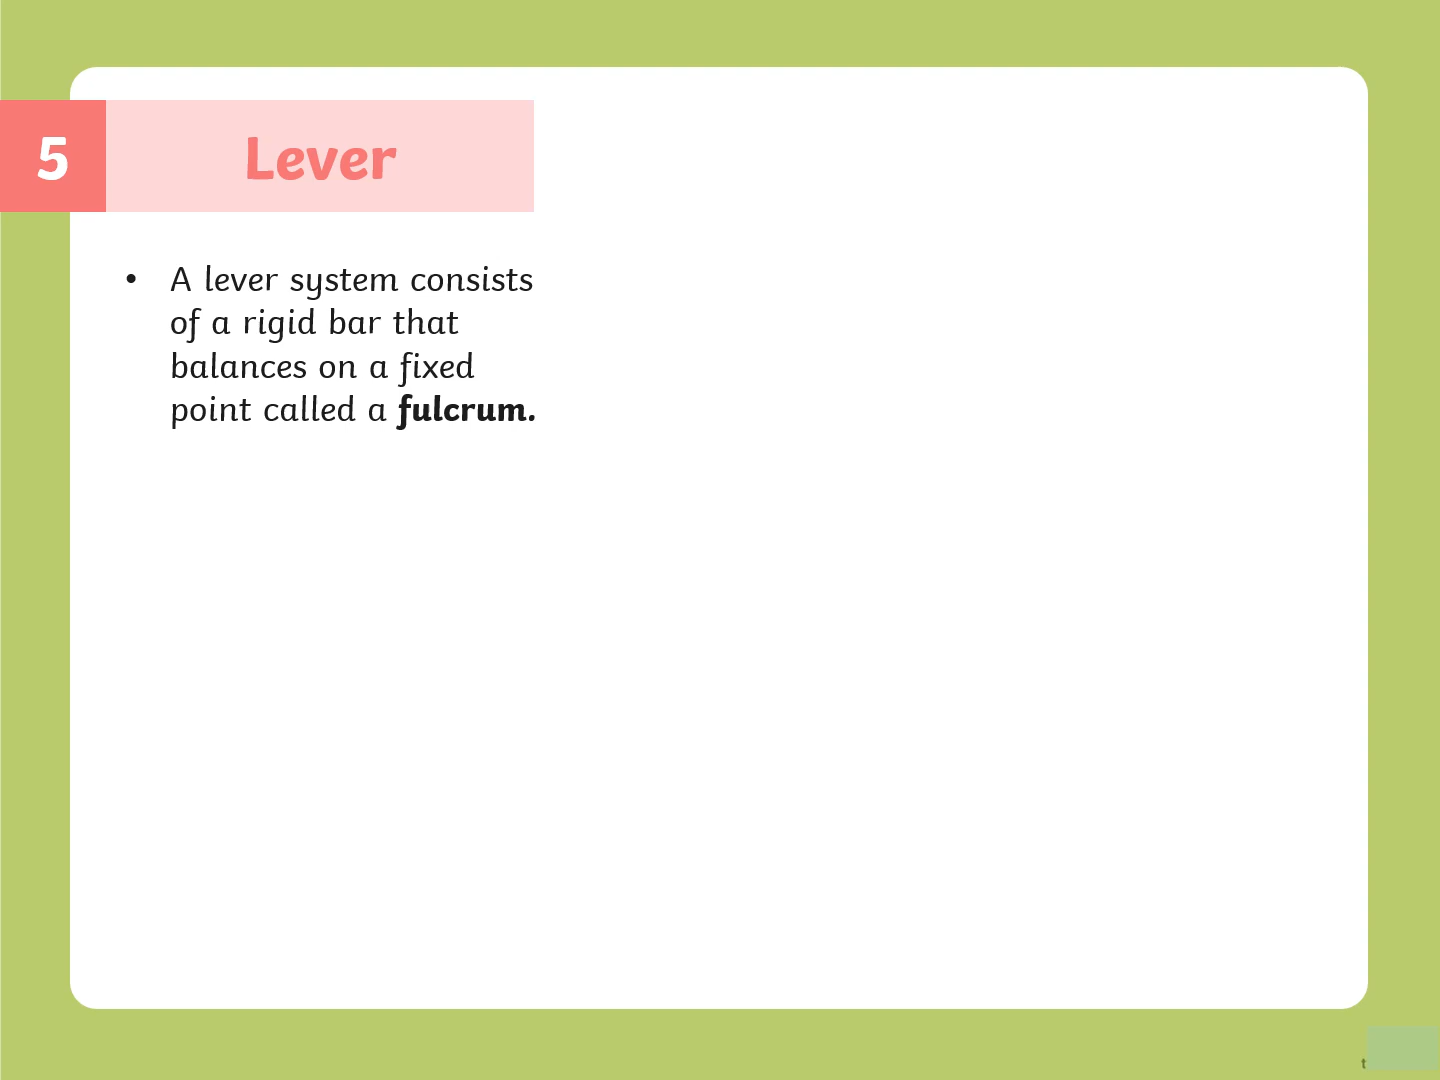 5
Lever
• A lever system consists
of a rigid bar that
balances on a fixed
point called a fulcrum.
t